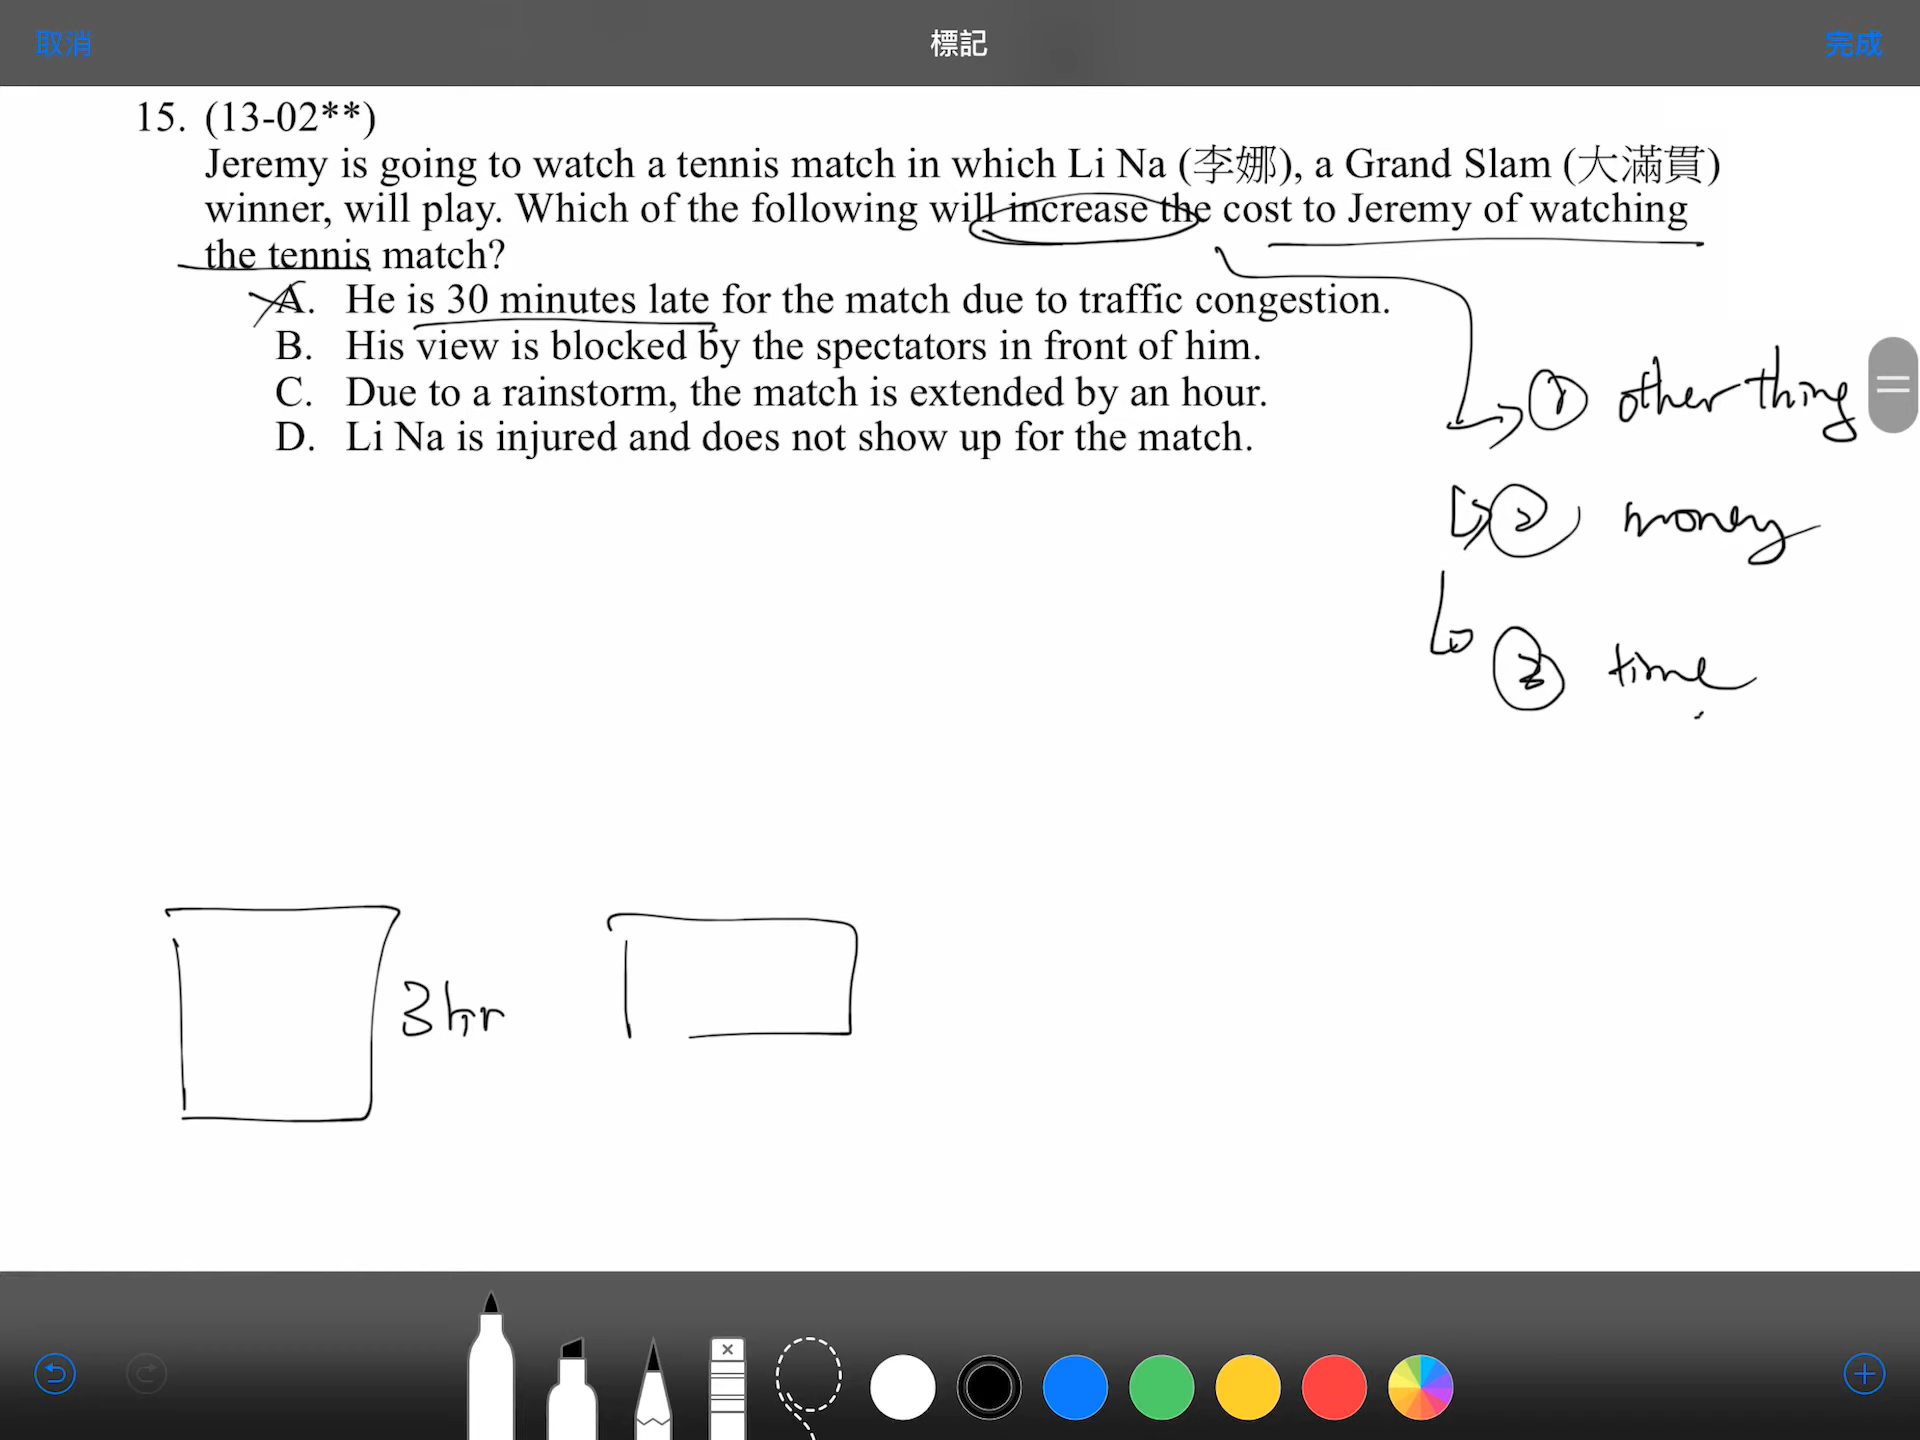 取消
標記
完成
15. (13-02**)
Jeremy is going to watch a tennis match in which Li Na (李娜), a Grand Slam (大滿貫)
winner, will play. Which of the following will increase the cost to Jeremy of watching
the tennis match?
A. He is 30 minutes late for the match due to traffic congestion.
B. His view is blocked by the spectators in front of him.
C. Due to a rainstorm, the match is extended by an hour.
D. Li Na is injured and does not show up for the match.
other thing
money
time
3 hr